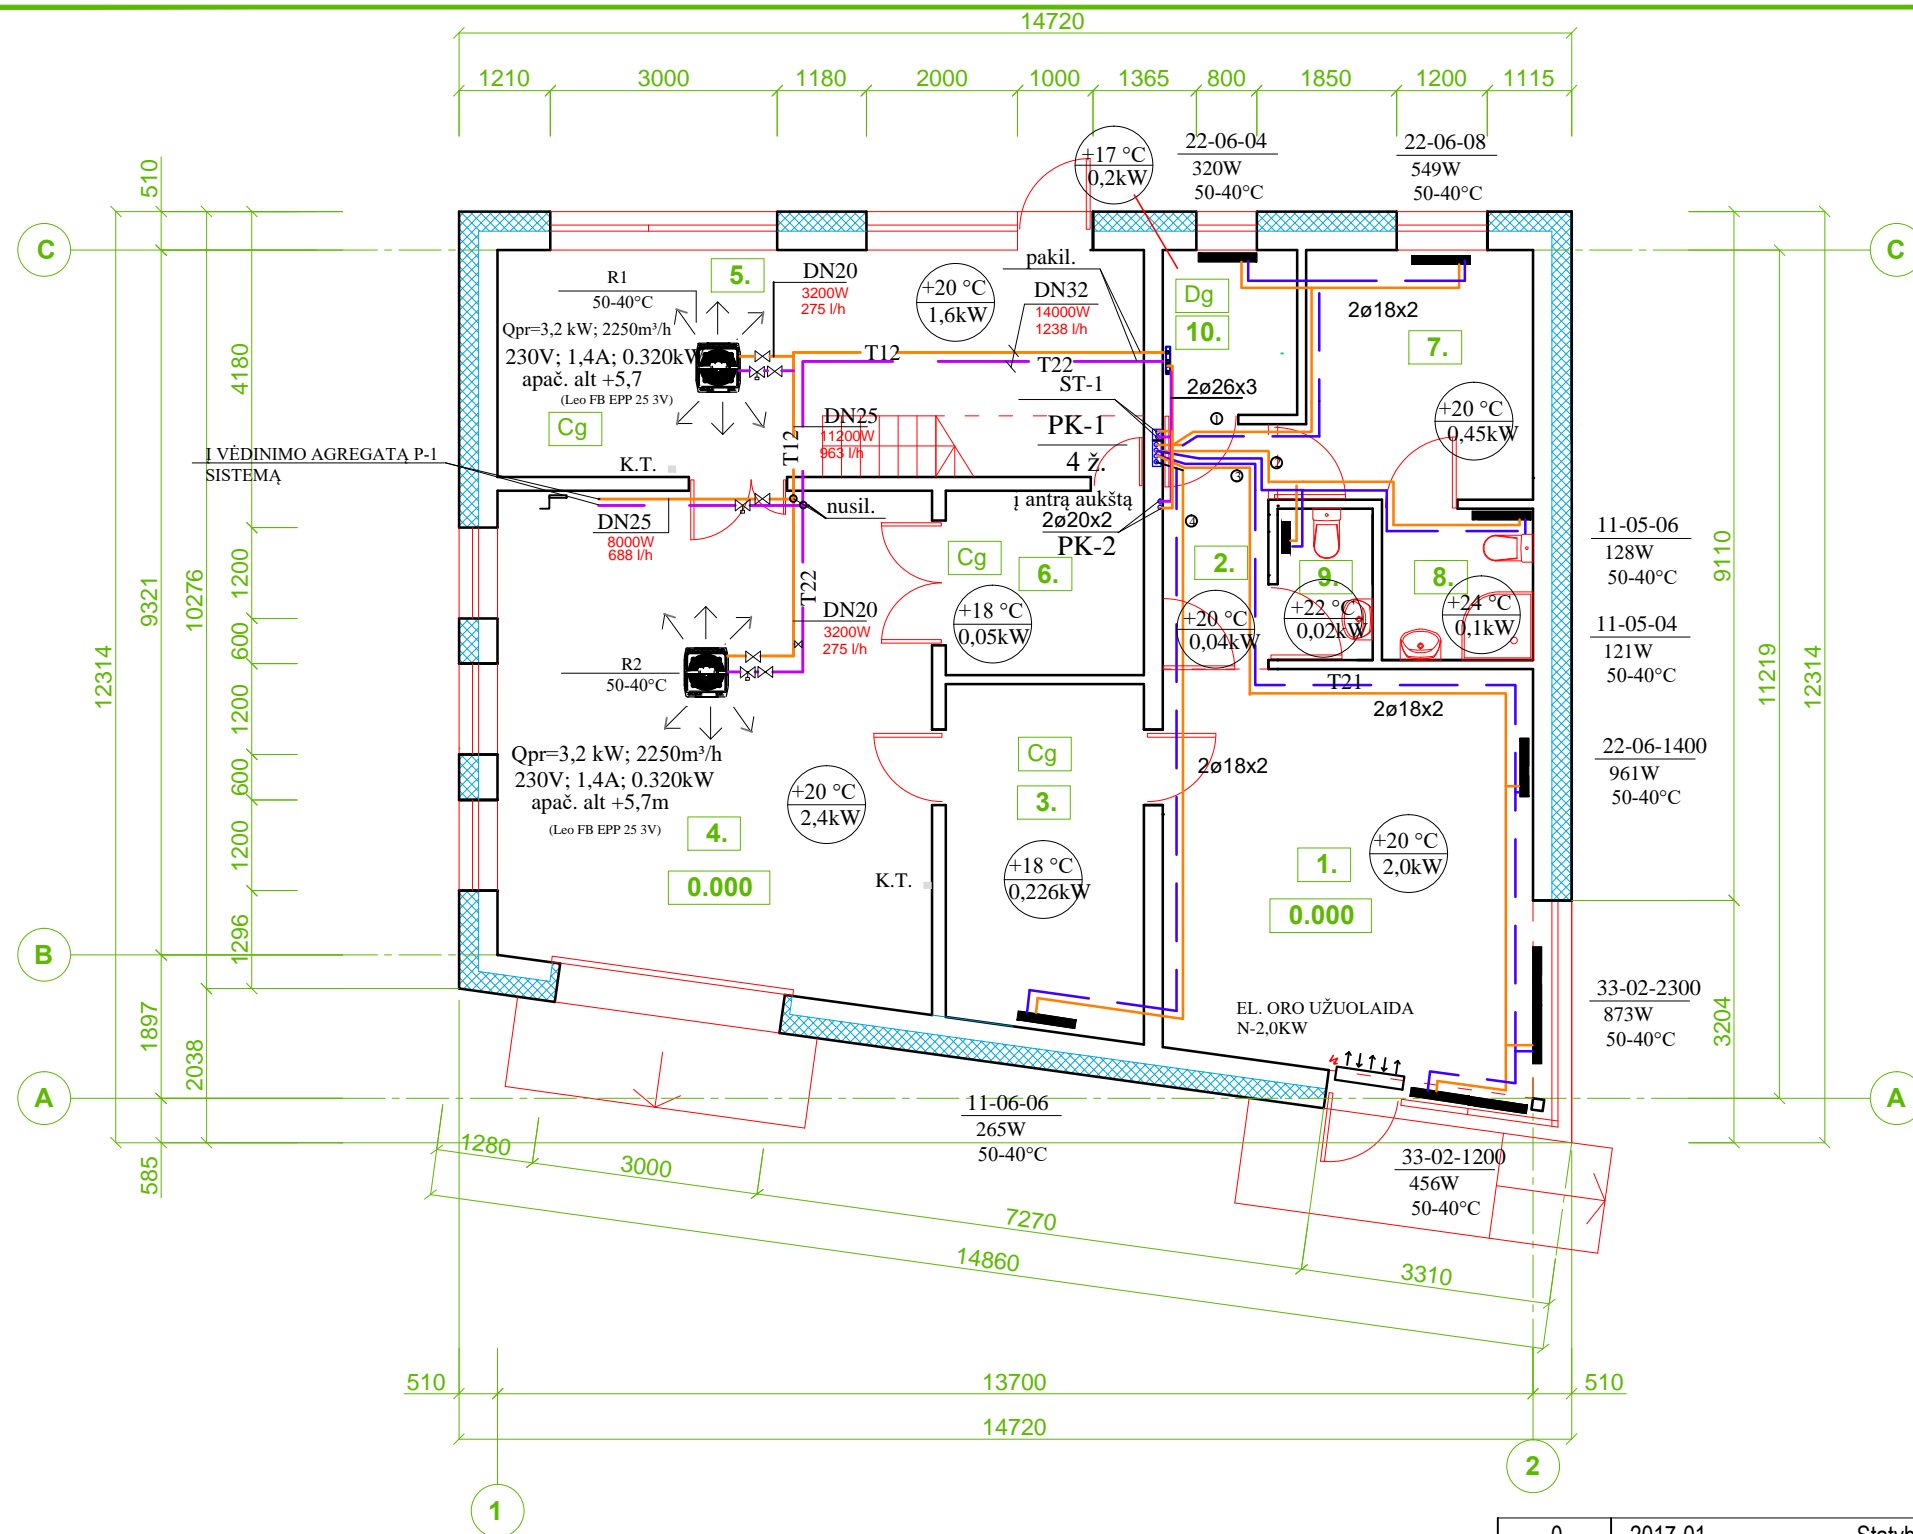 14720
1210 3000 1180 2000 1000 1365 800 1850 1200 1115
22-06-04
320W
50-40°C
22-06-08
549W
50-40°C
+17 °C
0,2kW
510
C
C
R1
50-40°C
5.
DN20
3200W
275 l/h
+20 °C
1,6kW
pakil.
DN32
14000W
1238 l/h
Dg
10.
2ø18x2
7.
Qpr=3,2 kW; 2250m³/h
230V; 1,4A; 0.320kW
apač. alt +5,7
(Leo FB EPP 25 3V)
T12
T22
ST-1
2ø26x3
Cg
DN25
11200W
963 l/h
T12
PK-1
4 ž.
1
2
3
4
+20 °C
0,45kW
I VĖDINIMO AGREGATĄ P-1
SISTEMĄ
K.T.
nusil.
į antrą aukštą
2ø20x2
PK-2
DN25
8000W
688 l/h
T22
Cg
6.
2.
9.
8.
11-05-06
128W
50-40°C
DN20
3200W
275 l/h
+18 °C
0,05kW
+20 °C
0,04kW
+22 °C
0,02kW
+24 °C
0,1kW
11-05-04
121W
50-40°C
R2
50-40°C
T21
2ø18x2
22-06-1400
961W
50-40°C
Qpr=3,2 kW; 2250m³/h
230V; 1,4A; 0.320kW
apač. alt +5,7m
(Leo FB EPP 25 3V)
+20 °C
2,4kW
Cg
3.
2ø18x2
4.
0.000
K.T.
+18 °C
0,226kW
1.
0.000
+20 °C
2,0kW
EL. ORO UŽUOLAIDA
N-2,0KW
33-02-2300
873W
50-40°C
11-06-06
265W
50-40°C
33-02-1200
456W
50-40°C
4180
1200
600
1200
600
1200
1296
10276
2038
9321
1897
585
12314
B
A
A
9110
3204
11219
12314
1280
3000
7270
3310
14860
510 13700 510
14720
1
2
0 2017-01 Statyb